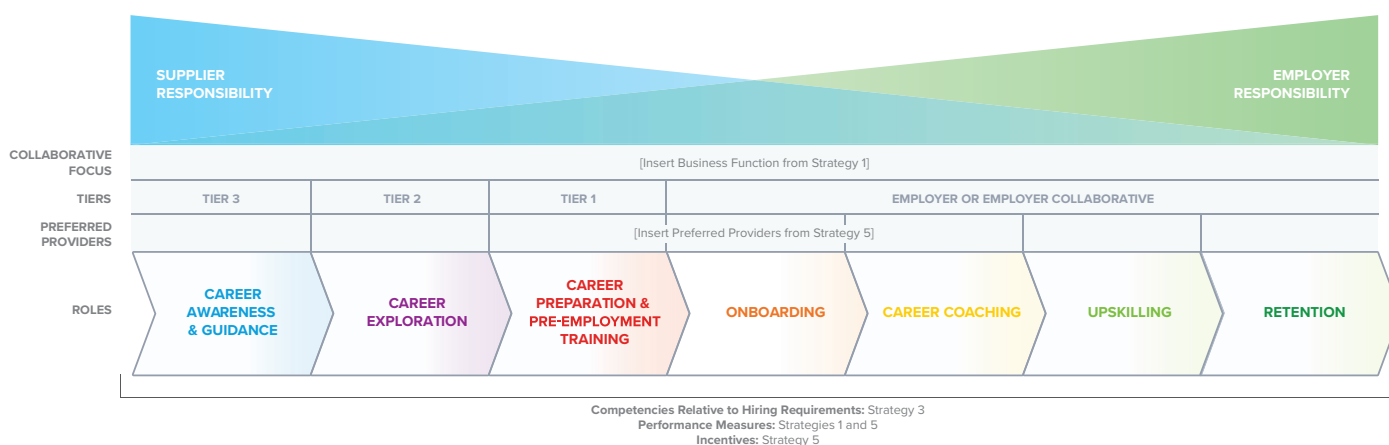 SUPPLIER
RESPONSIBILITY
EMPLOYER
RESPONSIBILITY
COLLABORATIVE
FOCUS
[Insert Business Function from Strategy 1]
TIERS
TIER 3
TIER 2
TIER 1
EMPLOYER OR EMPLOYER COLLABORATIVE
PREFERRED
PROVIDERS
[Insert Preferred Providers from Strategy 5]
ROLES
CAREER
AWARENESS
& GUIDANCE
CAREER
EXPLORATION
CAREER
PREPARATION &
PRE-EMPLOYMENT
TRAINING
ONBOARDING
CAREER COACHING
UPSKILLING
RETENTION
Competencies Relative to Hiring Requirements: Strategy 3
Performance Measures: Strategies 1 and 5
Incentives: Strategy 5